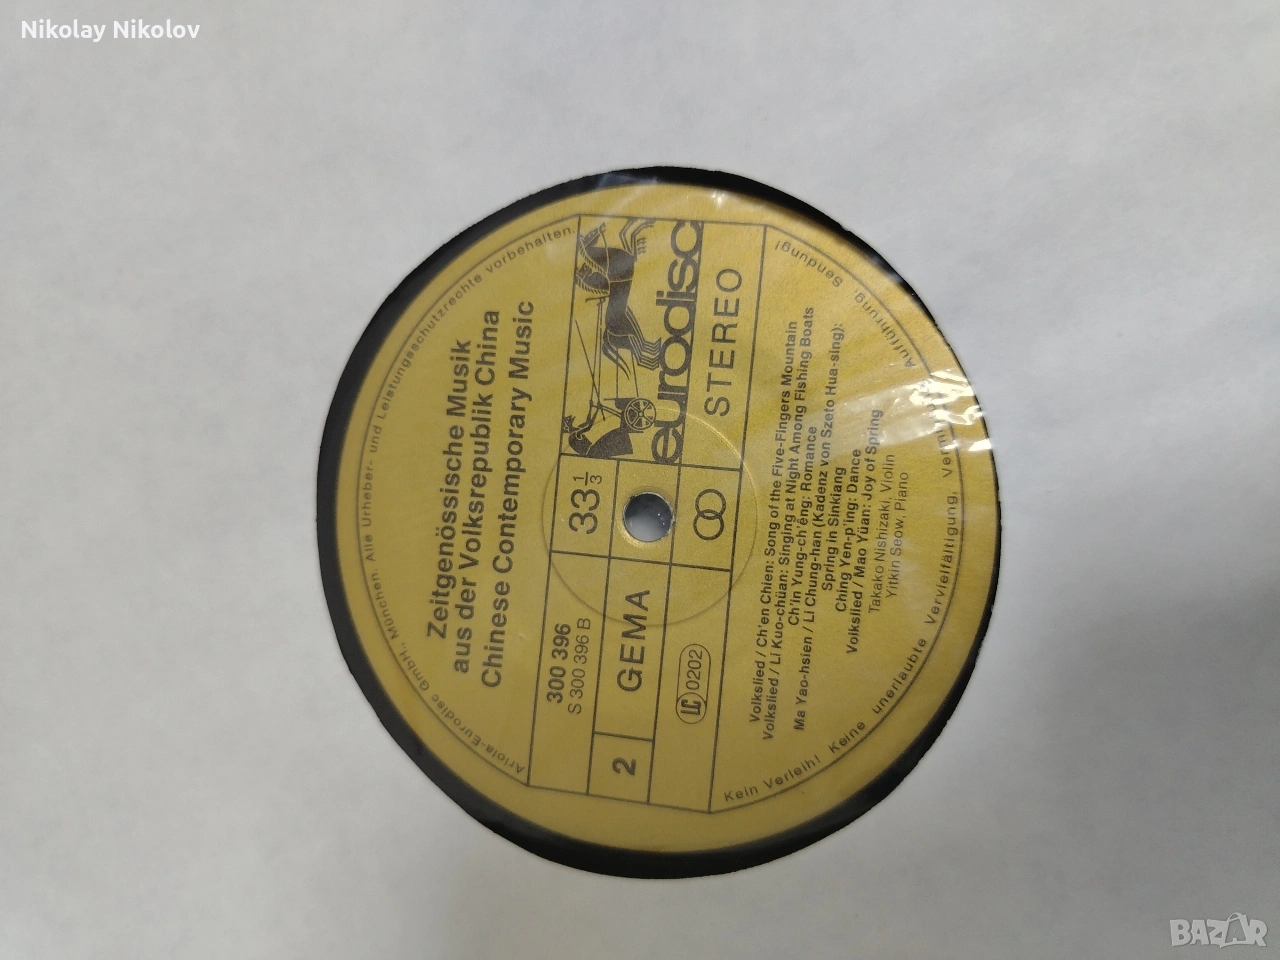 Nikolay Nikolov
Zeitgenössische Musik
aus der Volksrepublik China
Chinese Contemporary Music
300 396
S 300 396 B
33 1/3
eurodisc
2
GEMA
LC 0202
STEREO
Volkslied / Ch'en Chien: Song of the Five-Fingers Mountain
Volkslied / Li Kuo-chüan: Singing at Night Among Fishing Boats
Ch'in Yung-ch'êng: Romance
Ma Yao-hsien / Li Chung-han (Kadenz von Szeto Hua-sing):
Spring in Sinkiang
Ching Yen-p'ing: Dance
Volkslied / Mao Yüan: Joy of Spring
Takako Nishizaki, Violin
Yitkin Seow, Piano
Ariola-Eurodisc GmbH, München. Alle Urheber- und Leistungsschutzrechte vorbehalten.
Kein Verleih! Keine unerlaubte Vervielfältigung, Aufführung, Sendung!
BAZAR